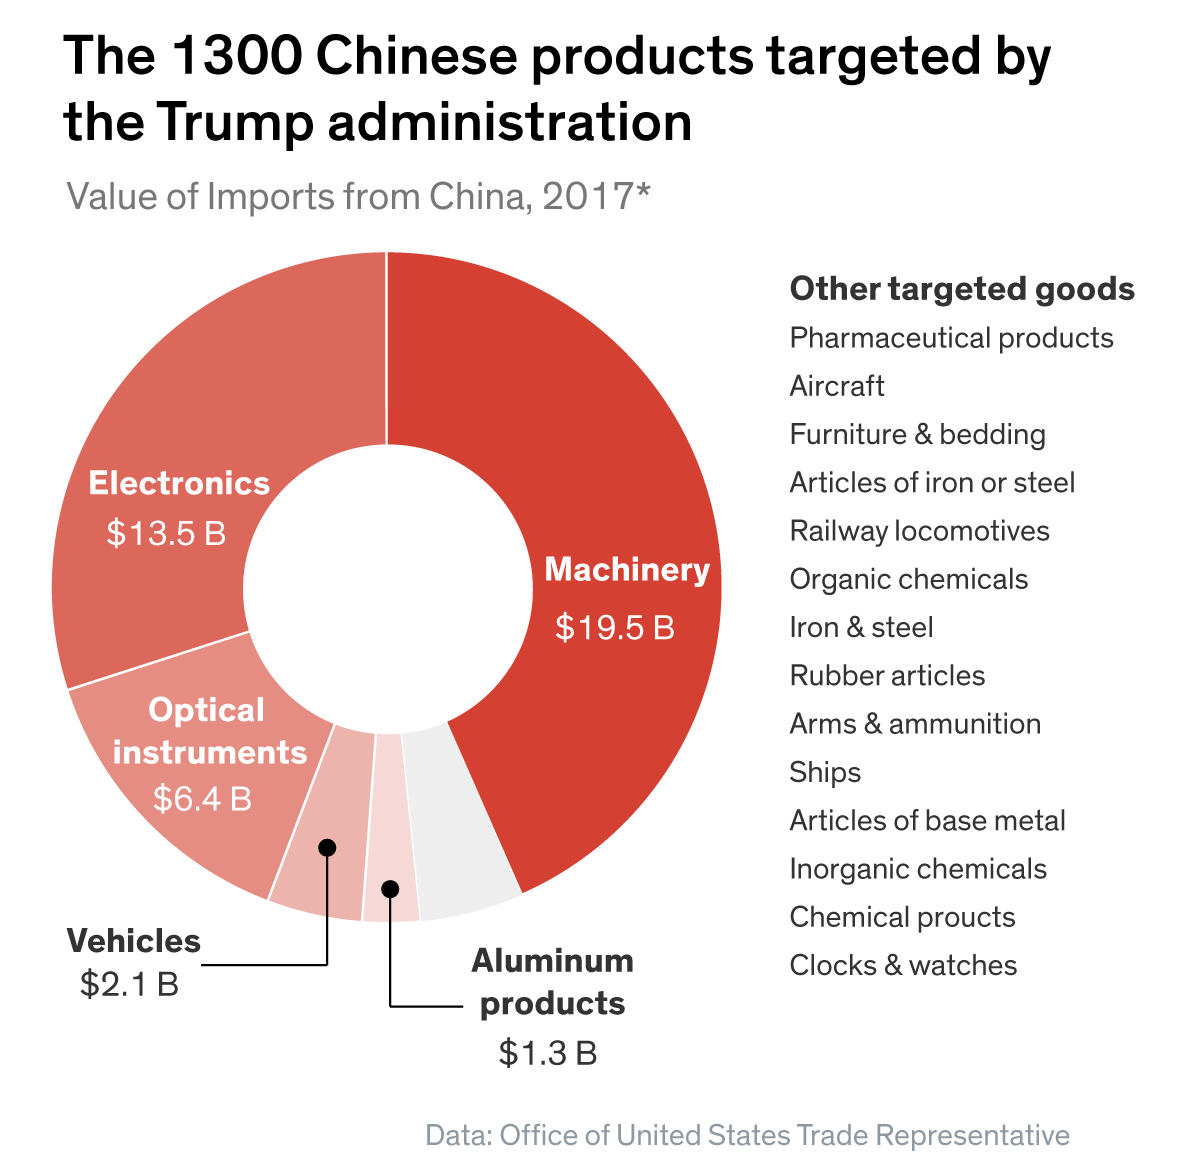 The 1300 Chinese products targeted by
the Trump administration
Value of Imports from China, 2017*
Electronics
$13.5 B
Machinery
$19.5 B
Optical
instruments
$6.4 B
Vehicles
$2.1 B
Aluminum
products
$1.3 B
Other targeted goods
Pharmaceutical products
Aircraft
Furniture & bedding
Articles of iron or steel
Railway locomotives
Organic chemicals
Iron & steel
Rubber articles
Arms & ammunition
Ships
Articles of base metal
Inorganic chemicals
Chemical proucts
Clocks & watches
Data: Office of United States Trade Representative